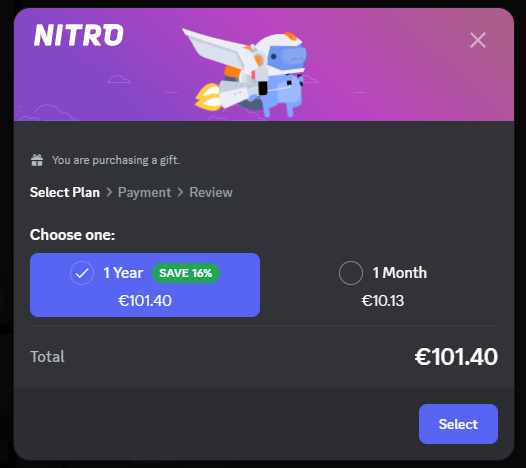 NITRO
You are purchasing a gift.
Select Plan > Payment > Review
Choose one:
1 Year SAVE 16%
€101.40
1 Month
€10.13
Total €101.40
Select